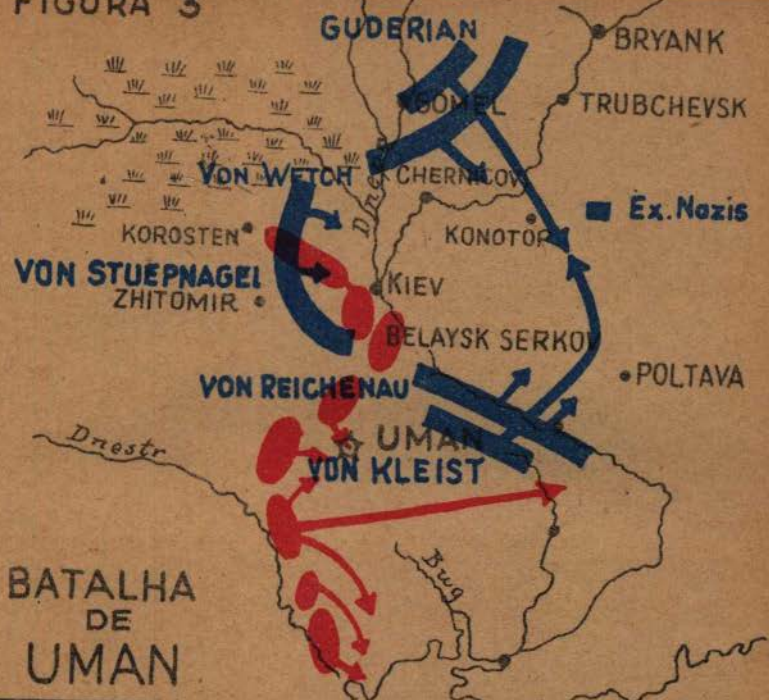 FIGURA 3
GUDERIAN
BRYANK
GOMEL
TRUBCHEVSK
Dnepr
VON WETCH
CHERNICOV
Ex. Nazis
KOROSTEN
KONOTOP
VON STUEPNAGEL
KIEV
ZHITOMIR
BELAYSK SERKOV
VON REICHENAU
POLTAVA
Dnestr
UMAN
VON KLEIST
Bug
BATALHA
DE
UMAN